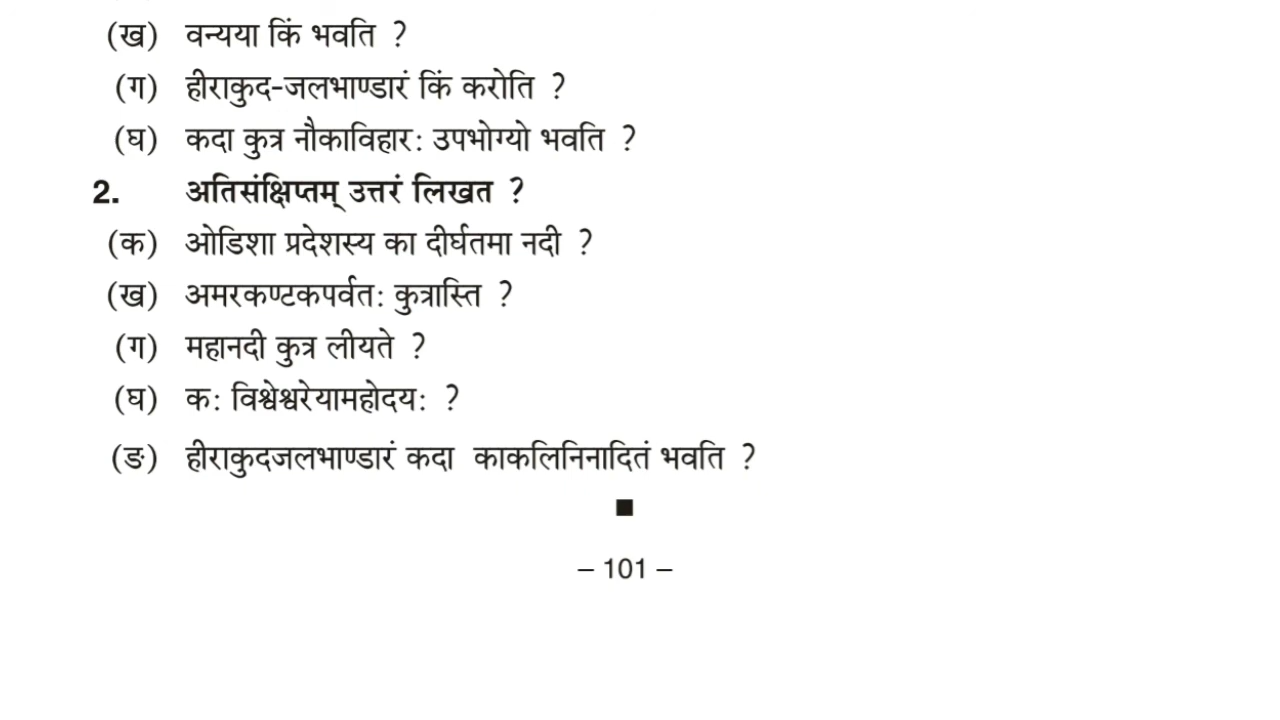 (ख) वन्यया किं भवति ?
(ग) हीराकुद-जलभाण्डारं किं करोति ?
(घ) कदा कुत्र नौकाविहारः उपभोग्यो भवति ?
2. अतिसंक्षिप्तम् उत्तरं लिखत ?
(क) ओडिशा प्रदेशस्य का दीर्घतमा नदी ?
(ख) अमरकण्टकपर्वतः कुत्रास्ति ?
(ग) महानदी कुत्र लीयते ?
(घ) कः विश्वेश्वरेयामहोदयः ?
(ङ) हीराकुदजलभाण्डारं कदा काकलिनिनादितं भवति ?
– 101 –